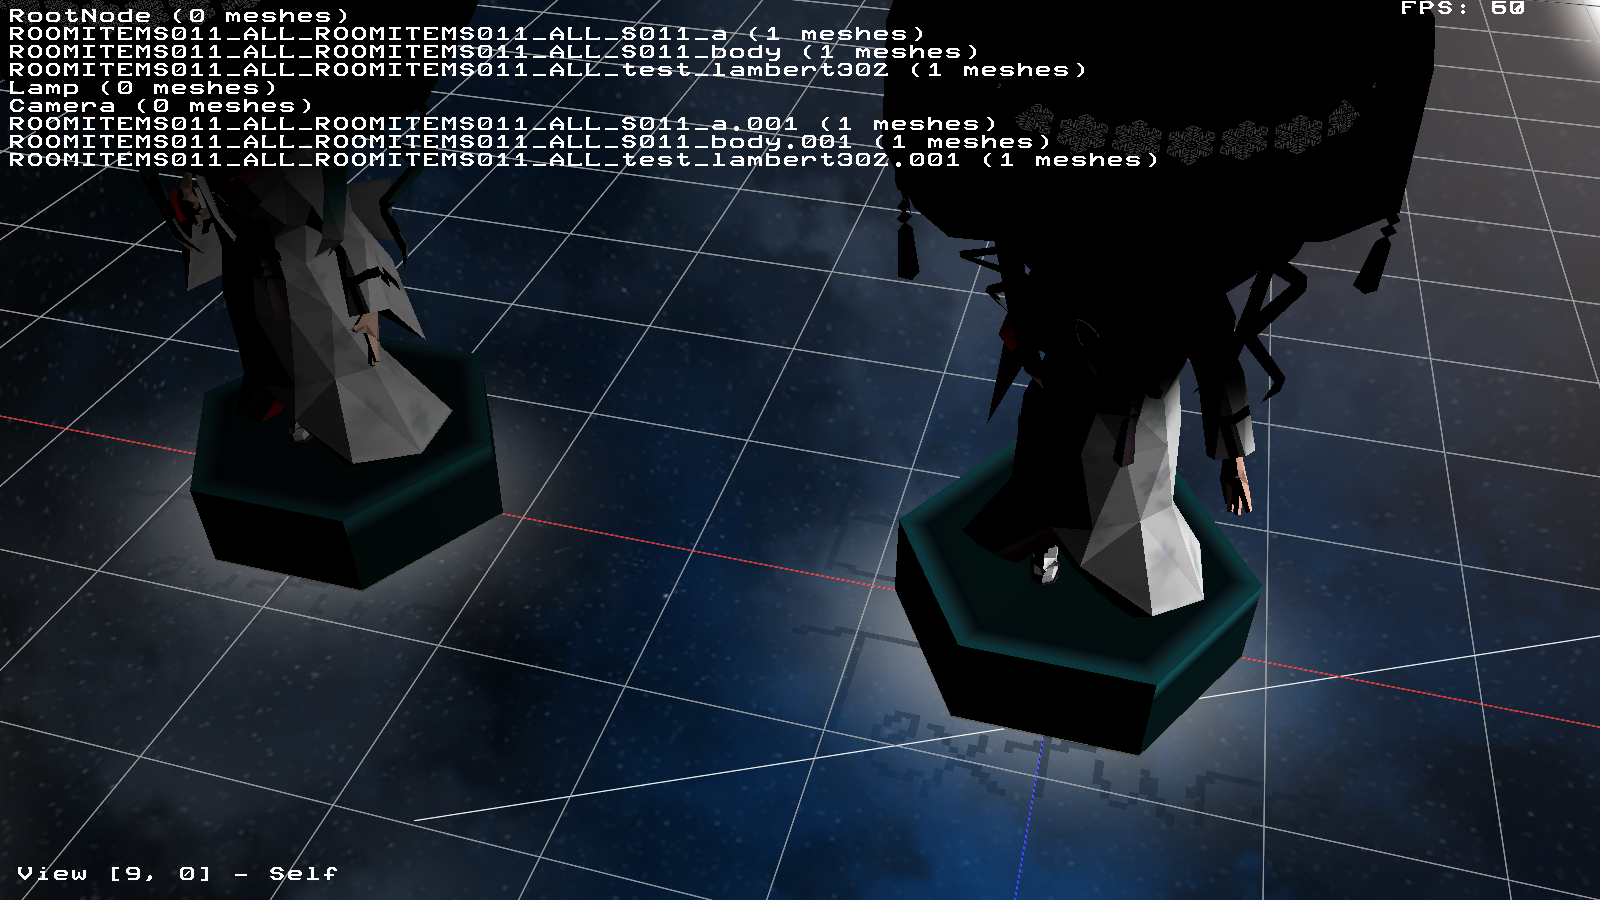 RootNode (0 meshes)
FPS: 60
ROOMITEMS011_ALL_ROOMITEMS011_ALL_S011_a (1 meshes)
ROOMITEMS011_ALL_ROOMITEMS011_ALL_S011_body (1 meshes)
ROOMITEMS011_ALL_ROOMITEMS011_ALL_test_lambert302 (1 meshes)
Lamp (0 meshes)
Camera (0 meshes)
ROOMITEMS011_ALL_ROOMITEMS011_ALL_S011_a.001 (1 meshes)
ROOMITEMS011_ALL_ROOMITEMS011_ALL_S011_body.001 (1 meshes)
ROOMITEMS011_ALL_ROOMITEMS011_ALL_test_lambert302.001 (1 meshes)
View [9, 0] - Self